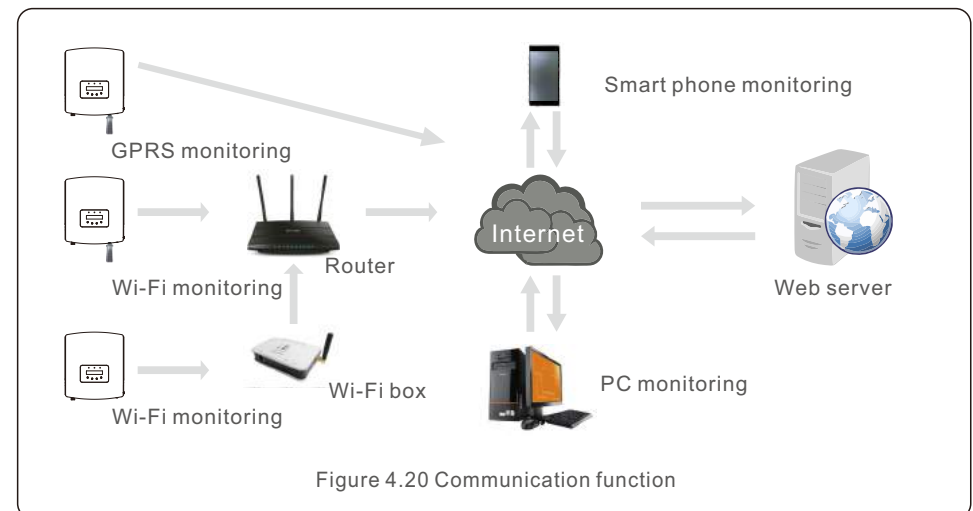 Smart phone monitoring
GPRS monitoring
Internet
Router
Wi-Fi monitoring
Web server
Wi-Fi box
PC monitoring
Wi-Fi monitoring
Figure 4.20 Communication function